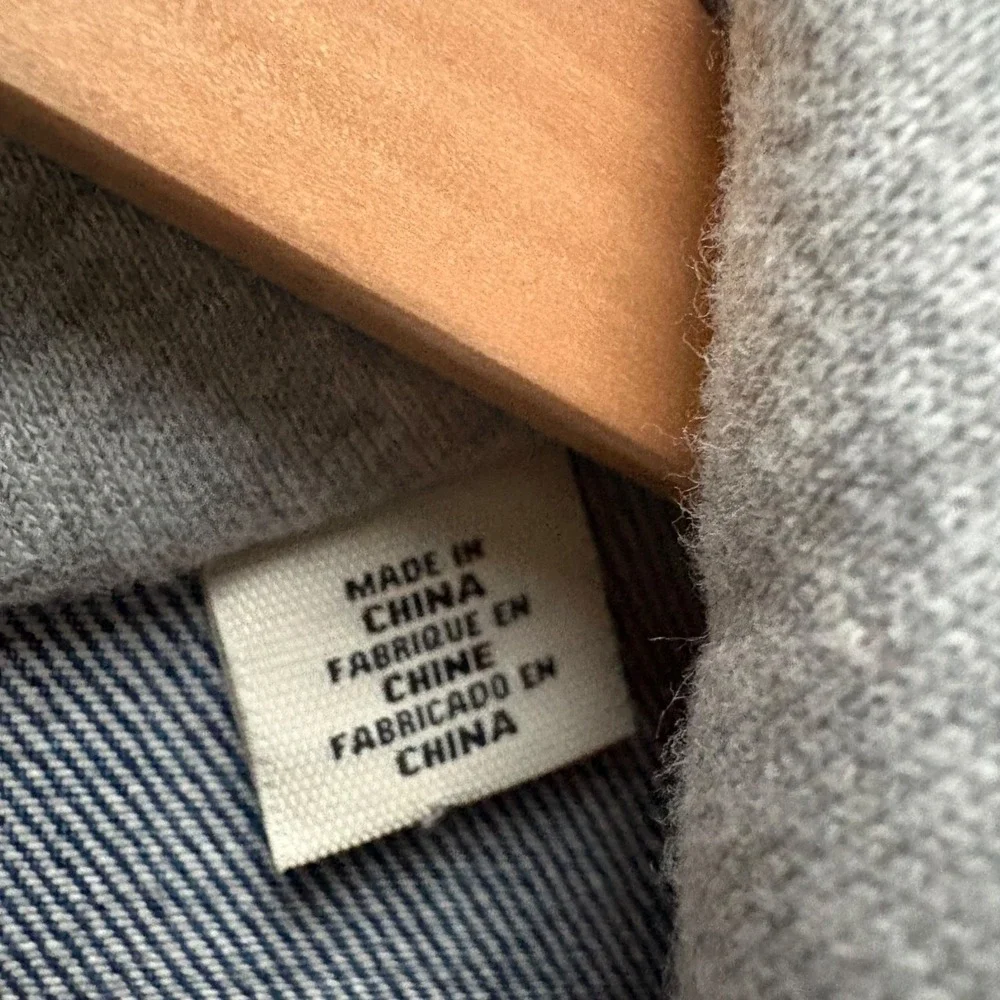 MADE IN
CHINA
FABRIQUE EN
CHINE
FABRICADO EN
CHINA